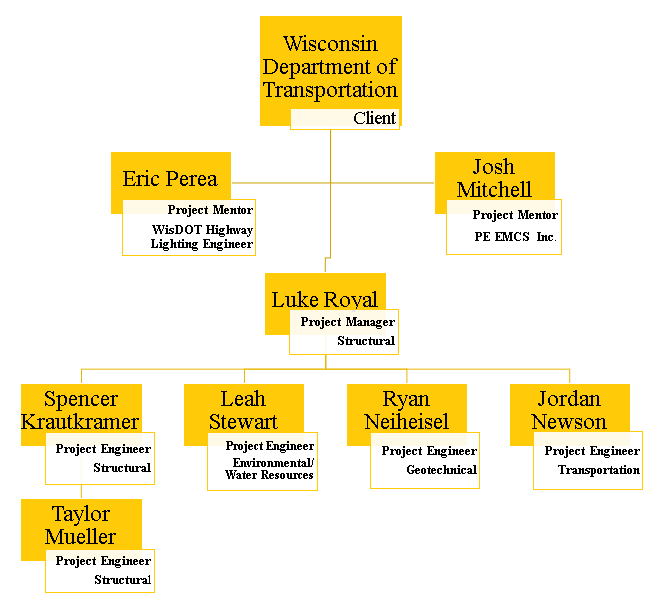 Wisconsin
Department of
Transportation
Client
Eric Perea
Project Mentor
WisDOT Highway
Lighting Engineer
Josh
Mitchell
Project Mentor
PE EMCS Inc.
Luke Royal
Project Manager
Structural
Spencer
Krautkramer
Project Engineer
Structural
Leah
Stewart
Project Engineer
Environmental/
Water Resources
Ryan
Neiheisel
Project Engineer
Geotechnical
Jordan
Newson
Project Engineer
Transportation
Taylor
Mueller
Project Engineer
Structural